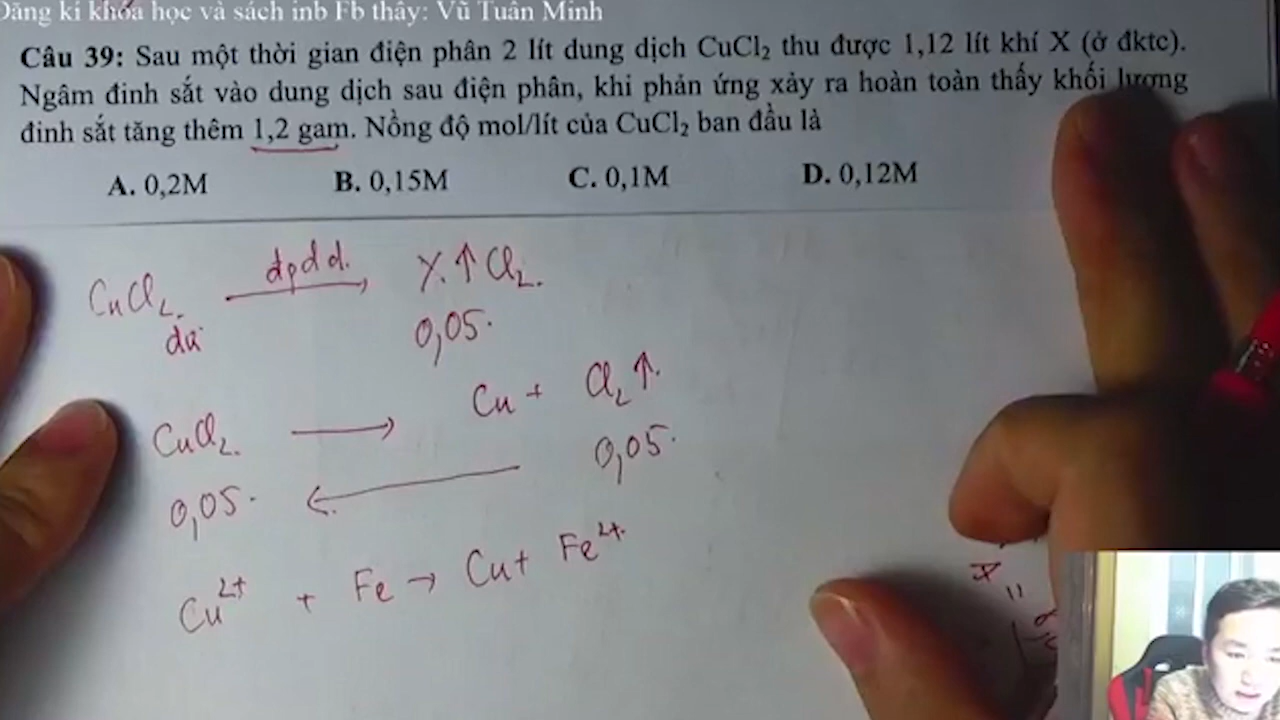 Đăng kí khóa học và sách inb Fb thầy: Vũ Tuấn Minh
Câu 39: Sau một thời gian điện phân 2 lít dung dịch CuCl₂ thu được 1,12 lít khí X (ở đktc).
Ngâm đinh sắt vào dung dịch sau điện phân, khi phản ứng xảy ra hoàn toàn thấy khối lượng
đinh sắt tăng thêm 1,2 gam. Nồng độ mol/lít của CuCl₂ ban đầu là
A. 0,2M B. 0,15M C. 0,1M D. 0,12M
CuCl₂ đpdd. X ↑ Cl₂.
dư 0,05.
CuCl₂. → Cu + Cl₂ ↑.
0,05. ← 0,05.
Cu²⁺ + Fe → Cu + Fe²⁺